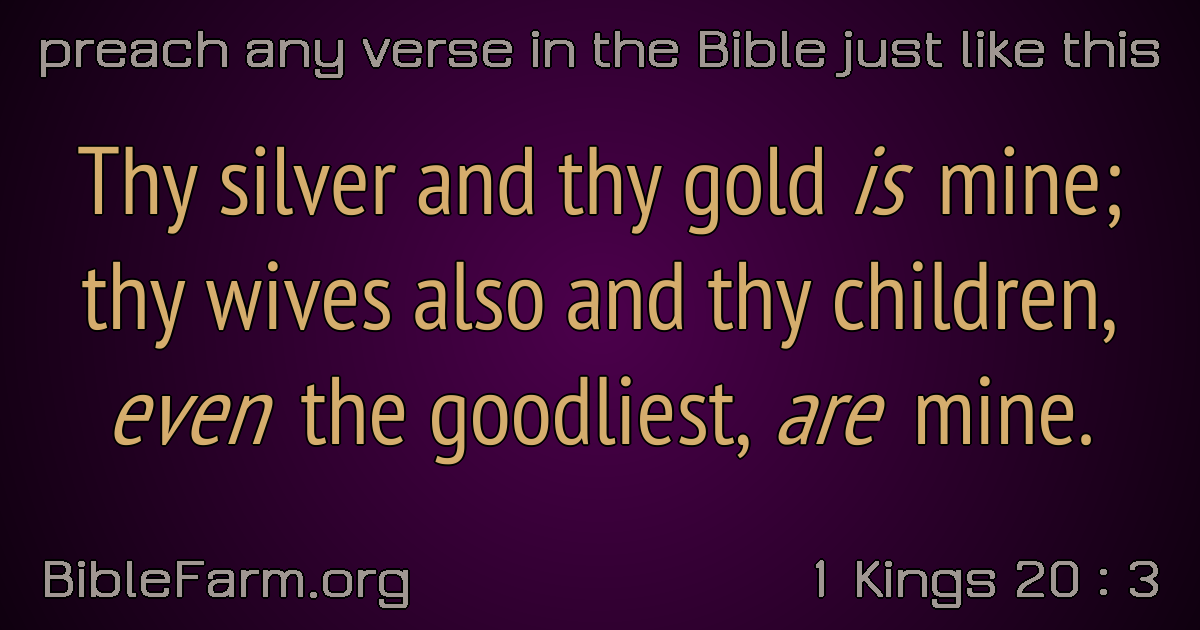 preach any verse in the Bible just like this
Thy silver and thy gold is mine;
thy wives also and thy children,
even the goodliest, are mine.
BibleFarm.org
1 Kings 20 : 3